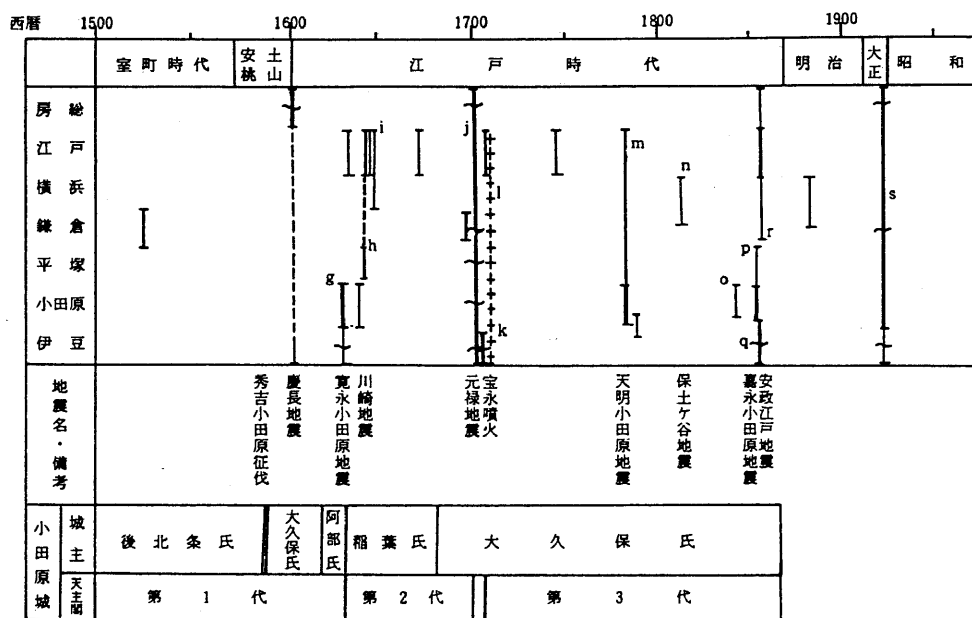 西暦 1500 1600 1700 1800 1900
室町時代 安土桃山 江戸時代 明治 大正 昭和
房総
江戸
横浜
鎌倉
平塚
小田原
伊豆
i j m n l s h r p g o k q
地震名・備考
秀吉小田原征伐
慶長地震
寛永小田原地震
川崎地震
元禄地震
宝永噴火
天明小田原地震
保土ケ谷地震
嘉永小田原地震
安政江戸地震
小田原城
城主 後北条氏 大久保氏 阿部氏 稲葉氏 大久保氏
天主閣 第1代 第2代 第3代